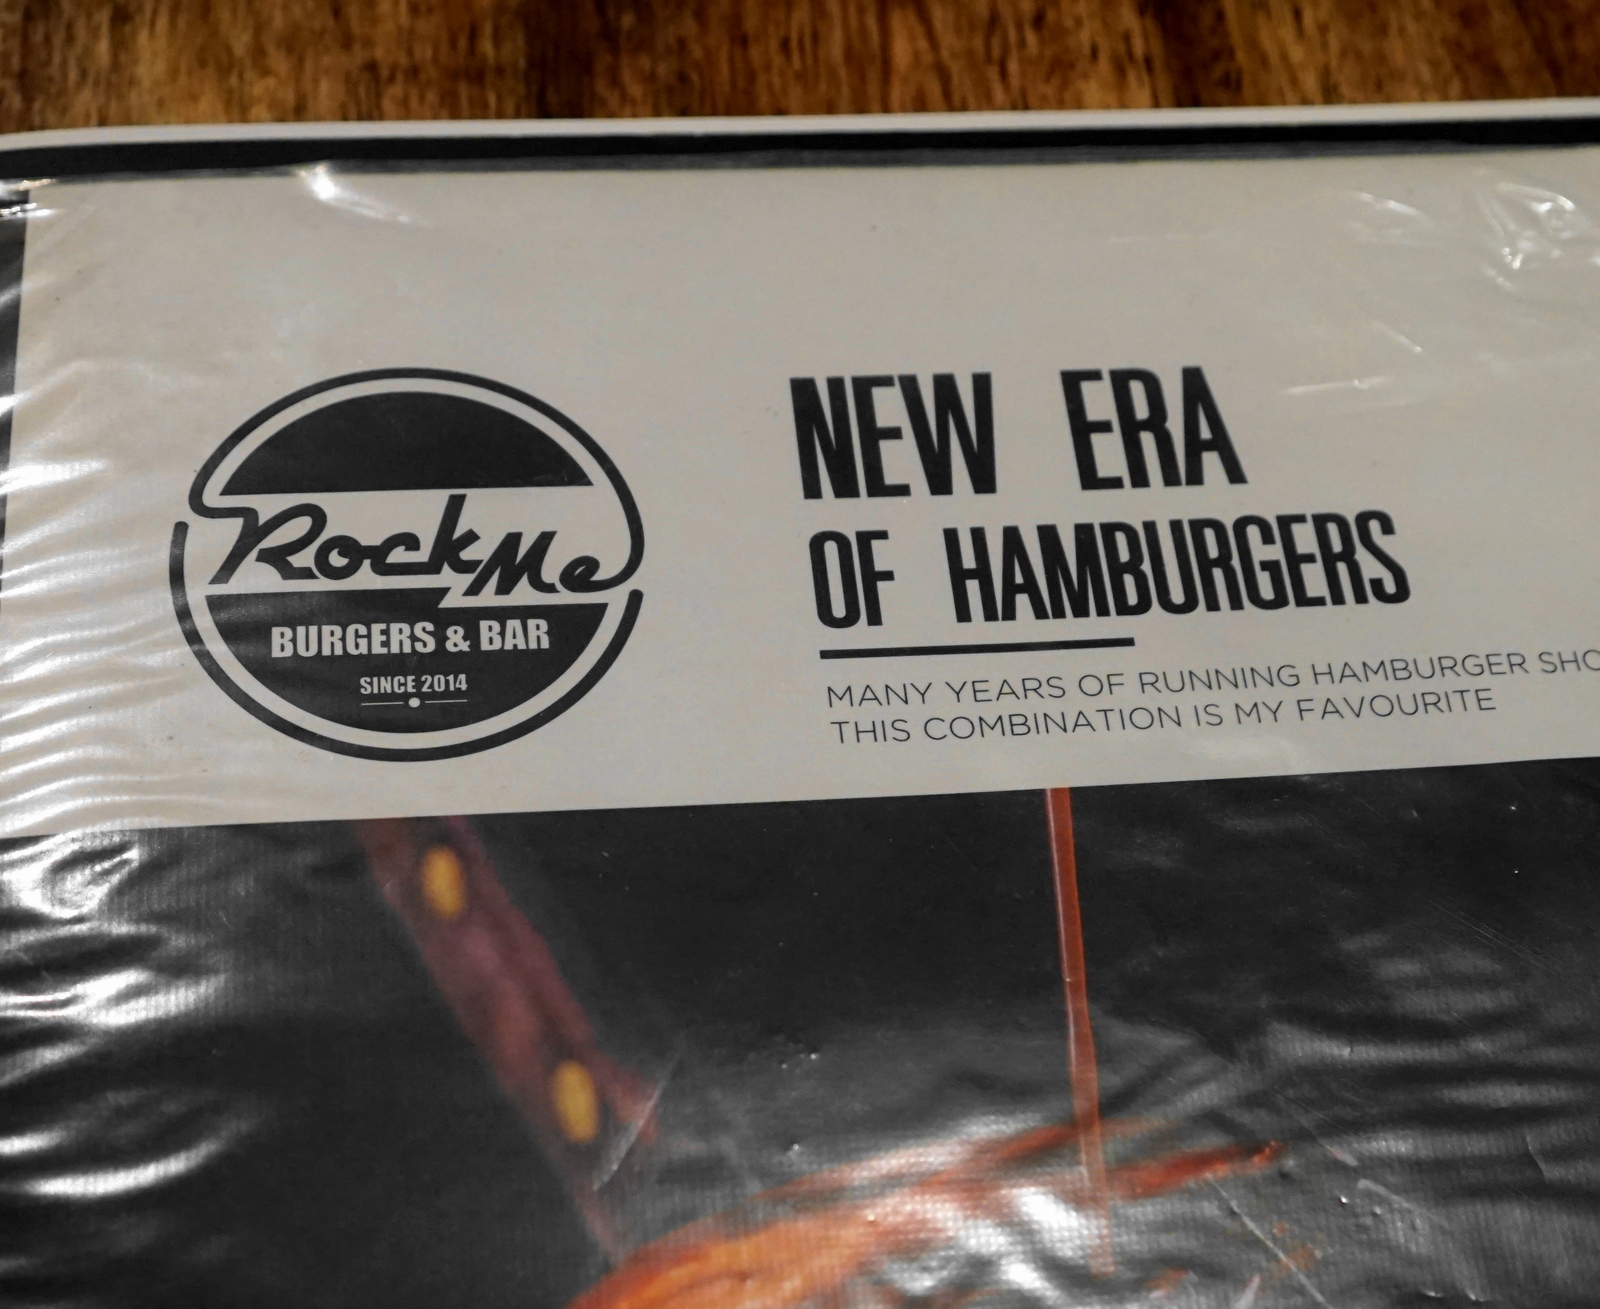 RockMe
BURGERS & BAR
SINCE 2014
NEW ERA
OF HAMBURGERS
MANY YEARS OF RUNNING HAMBURGER
THIS COMBINATION IS MY FAVOURITE